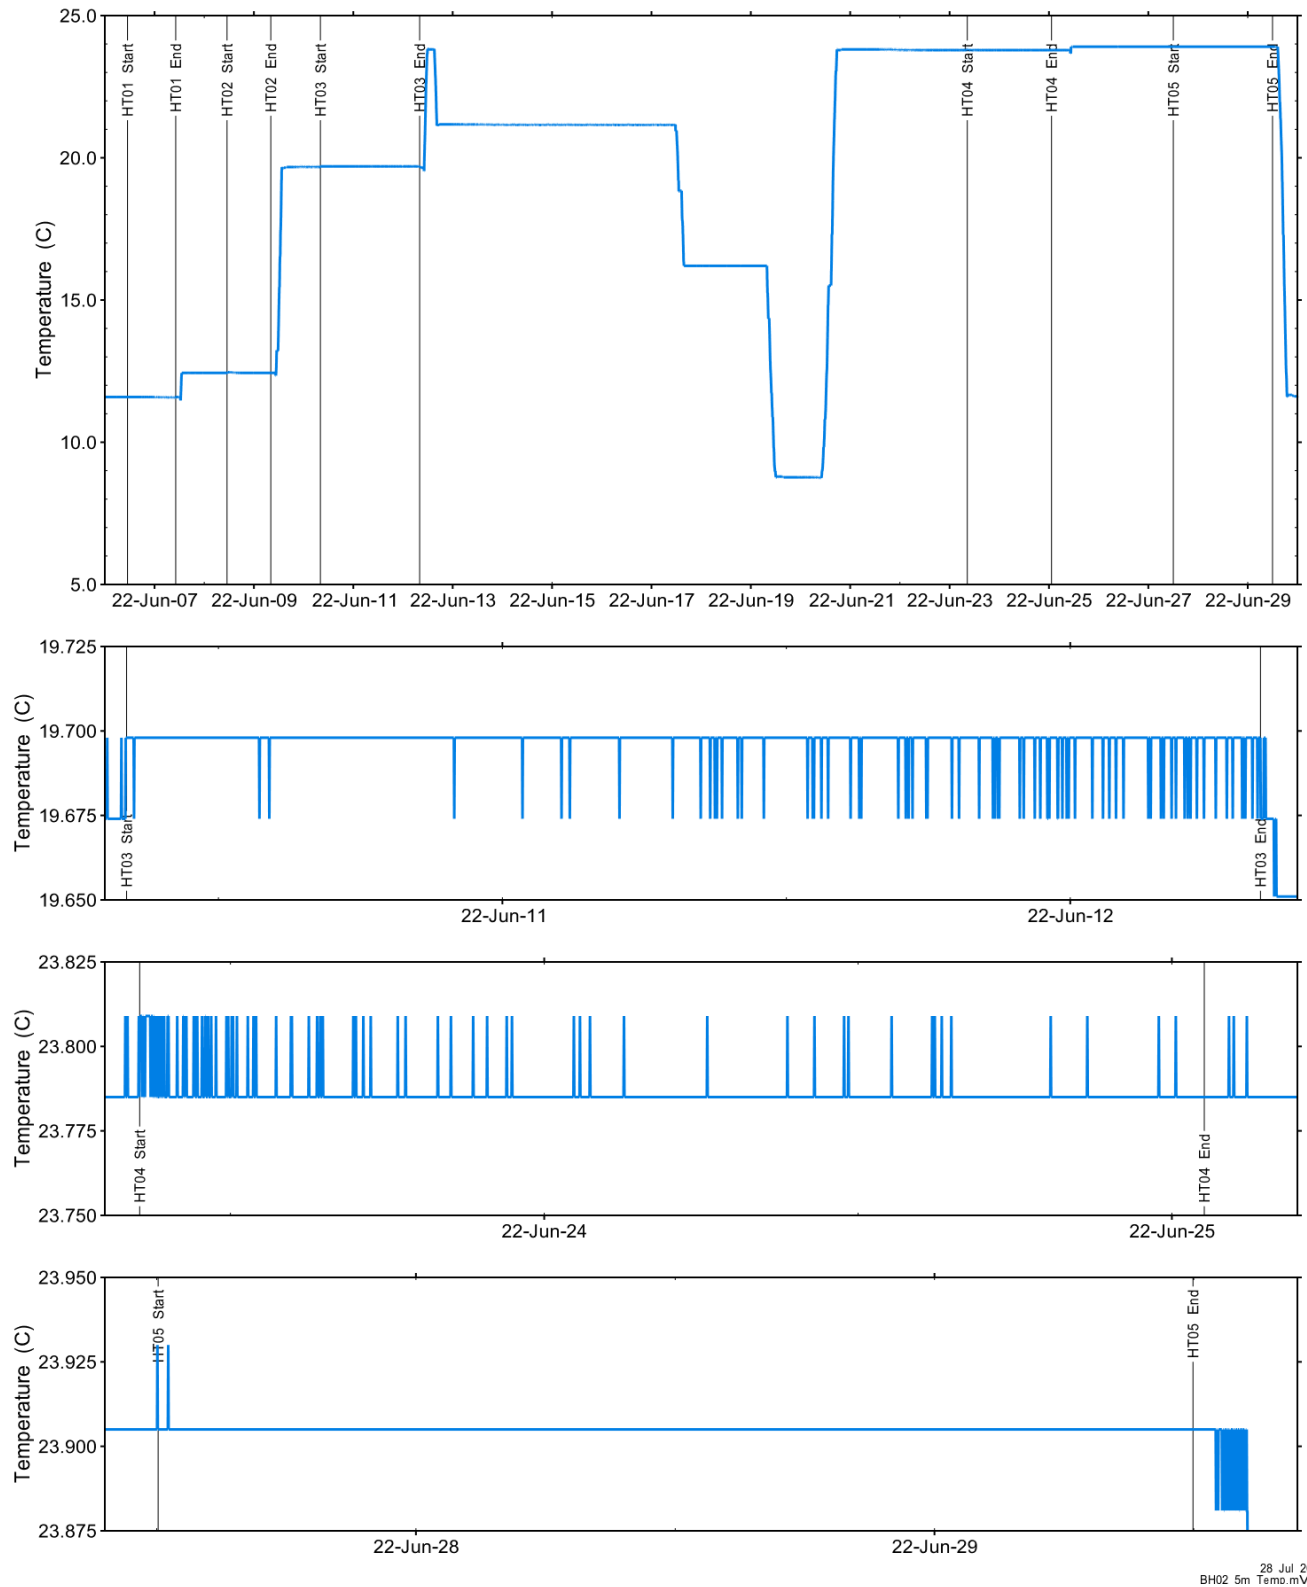 25.0
20.0
15.0
10.0
5.0
Temperature (C)
HT01 Start
HT01 End
HT02 Start
HT02 End
HT03 Start
HT03 End
HT04 Start
HT04 End
HT05 Start
HT05 End
22-Jun-07 22-Jun-09 22-Jun-11 22-Jun-13 22-Jun-15 22-Jun-17 22-Jun-19 22-Jun-21 22-Jun-23 22-Jun-25 22-Jun-27 22-Jun-29
19.725
19.700
19.675
19.650
Temperature (C)
HT03 Start
HT03 End
22-Jun-11 22-Jun-12
23.825
23.800
23.775
23.750
Temperature (C)
HT04 Start
HT04 End
22-Jun-24 22-Jun-25
23.950
23.925
23.900
23.875
Temperature (C)
HT05 Start
HT05 End
22-Jun-28 22-Jun-29
28 Jul
BH02 5m Temp.m